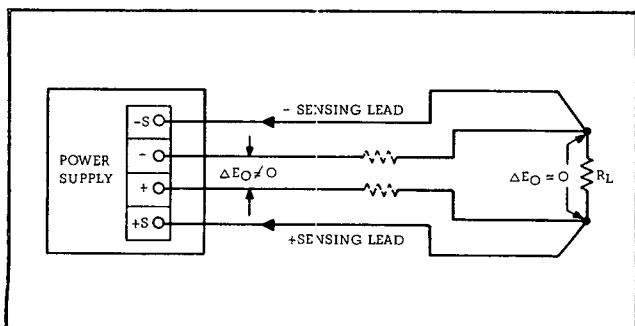 POWER SUPPLY
-S
-
+
+S
- SENSING LEAD
ΔEO≠O
+SENSING LEAD
ΔEO≃O
RL